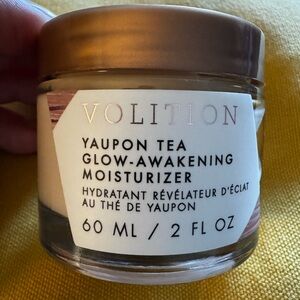 VOLITION
YAUPON TEA
GLOW-AWAKENING
MOISTURIZER
HYDRATANT RÉVÉLATEUR D'ÉCLAT
AU THÉ DE YAUPON
60 ML / 2 FL OZ